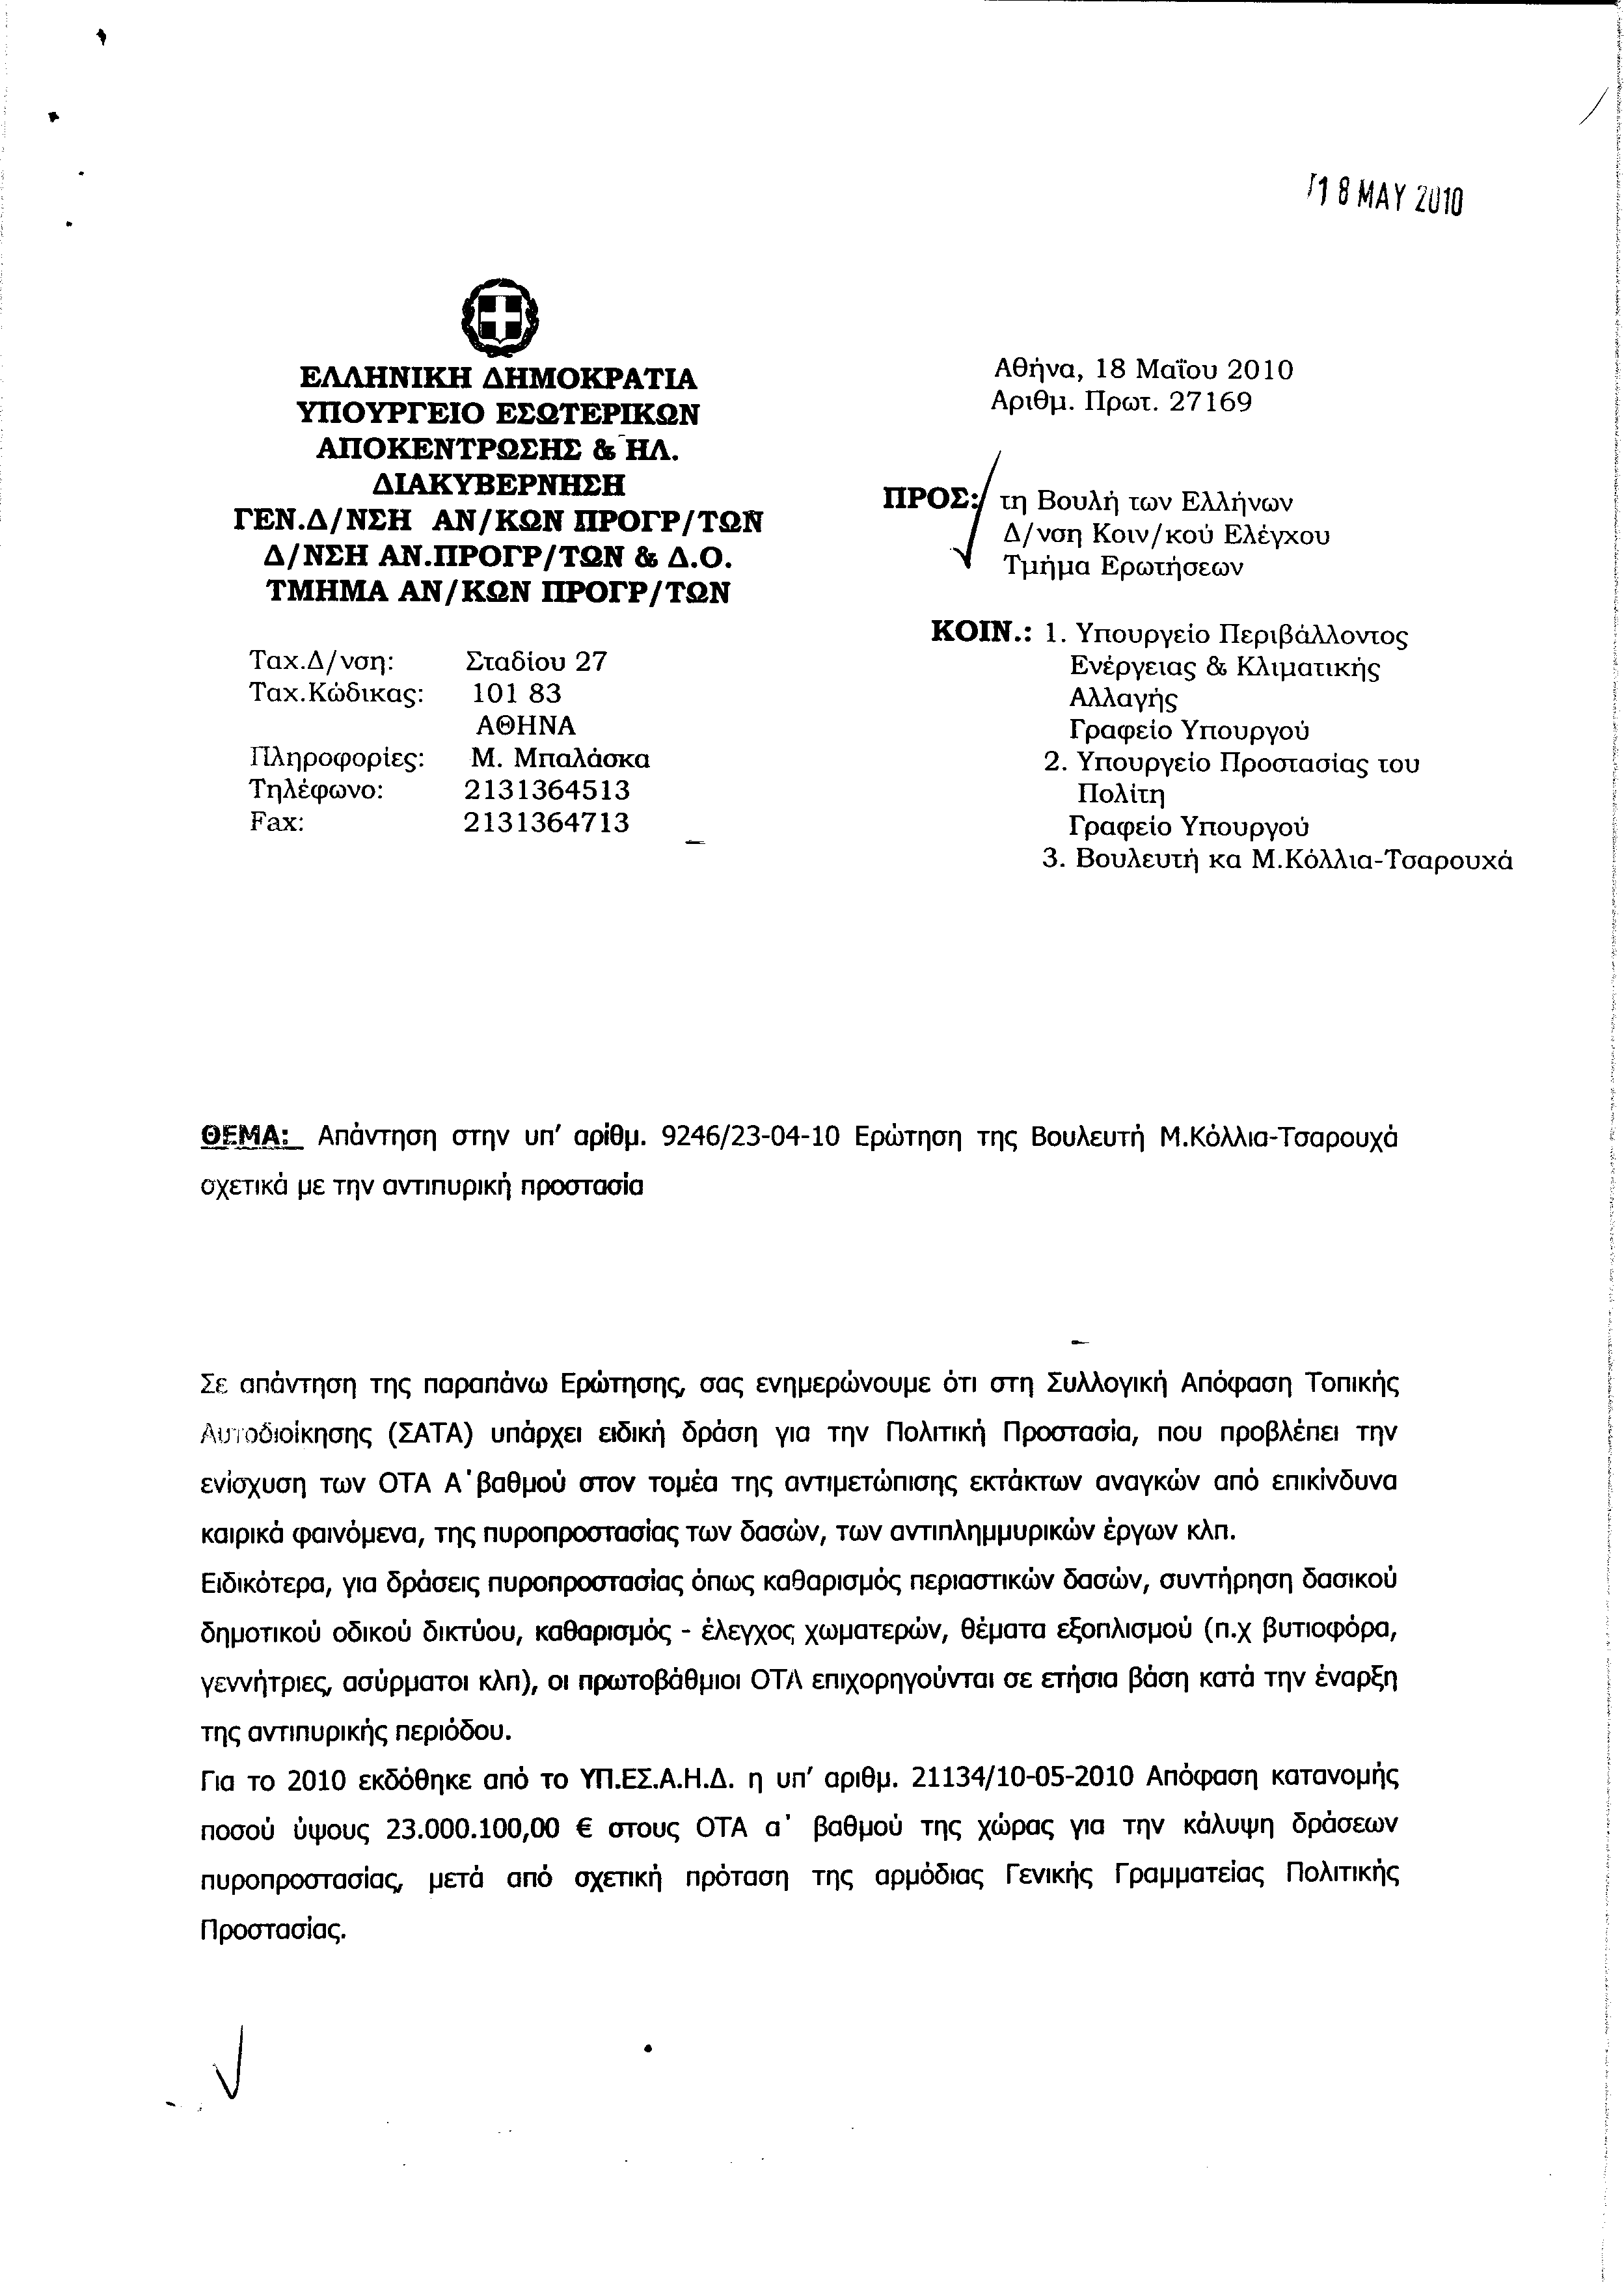 18 MAY 2010
ΕΛΛΗΝΙΚΗ ΔΗΜΟΚΡΑΤΙΑ
ΥΠΟΥΡΓΕΙΟ ΕΣΩΤΕΡΙΚΩΝ
ΑΠΟΚΕΝΤΡΩΣΗΣ & ΗΛ.
ΔΙΑΚΥΒΕΡΝΗΣΗ
ΓΕΝ.Δ/ΝΣΗ ΑΝ/ΚΩΝ ΠΡΟΓΡ/ΤΩΝ
Δ/ΝΣΗ ΑΝ.ΠΡΟΓΡ/ΤΩΝ & Δ.Ο.
ΤΜΗΜΑ ΑΝ/ΚΩΝ ΠΡΟΓΡ/ΤΩΝ
Ταχ.Δ/νση: Σταδίου 27
Ταχ.Κώδικας: 101 83
ΑΘΗΝΑ
Πληροφορίες: Μ. Μπαλάσκα
Τηλέφωνο: 2131364513
Fax: 2131364713
Αθήνα, 18 Μαΐου 2010
Αριθμ. Πρωτ. 27169
ΠΡΟΣ: τη Βουλή των Ελλήνων
Δ/νση Κοιν/κού Ελέγχου
Τμήμα Ερωτήσεων
ΚΟΙΝ.: 1. Υπουργείο Περιβάλλοντος
Ενέργειας & Κλιματικής
Αλλαγής
Γραφείο Υπουργού
2. Υπουργείο Προστασίας του
Πολίτη
Γραφείο Υπουργού
3. Βουλευτή κα Μ.Κόλλια-Τσαρουχά
ΘΕΜΑ: Απάντηση στην υπ' αρίθμ. 9246/23-04-10 Ερώτηση της Βουλευτή Μ.Κόλλια-Τσαρουχά
σχετικά με την αντιπυρική προστασία
Σε απάντηση της παραπάνω Ερώτησης, σας ενημερώνουμε ότι στη Συλλογική Απόφαση Τοπικής
Αυτοδιοίκησης (ΣΑΤΑ) υπάρχει ειδική δράση για την Πολιτική Προστασία, που προβλέπει την
ενίσχυση των ΟΤΑ Α'βαθμού στον τομέα της αντιμετώπισης εκτάκτων αναγκών από επικίνδυνα
καιρικά φαινόμενα, της πυροπροστασίας των δασών, των αντιπλημμυρικών έργων κλπ.
Ειδικότερα, για δράσεις πυροπροστασίας όπως καθαρισμός περιαστικών δασών, συντήρηση δασικού
δημοτικού οδικού δικτύου, καθαρισμός - έλεγχος χωματερών, θέματα εξοπλισμού (π.χ βυτιοφόρα,
γεννήτριες, ασύρματοι κλπ), οι πρωτοβάθμιοι ΟΤΑ επιχορηγούνται σε ετήσια βάση κατά την έναρξη
της αντιπυρικής περιόδου.
Για το 2010 εκδόθηκε από το ΥΠ.ΕΣ.Α.Η.Δ. η υπ' αριθμ. 21134/10-05-2010 Απόφαση κατανομής
ποσού ύψους 23.000.100,00 € στους ΟΤΑ α' βαθμού της χώρας για την κάλυψη δράσεων
πυροπροστασίας, μετά από σχετική πρόταση της αρμόδιας Γενικής Γραμματείας Πολιτικής
Προστασίας.